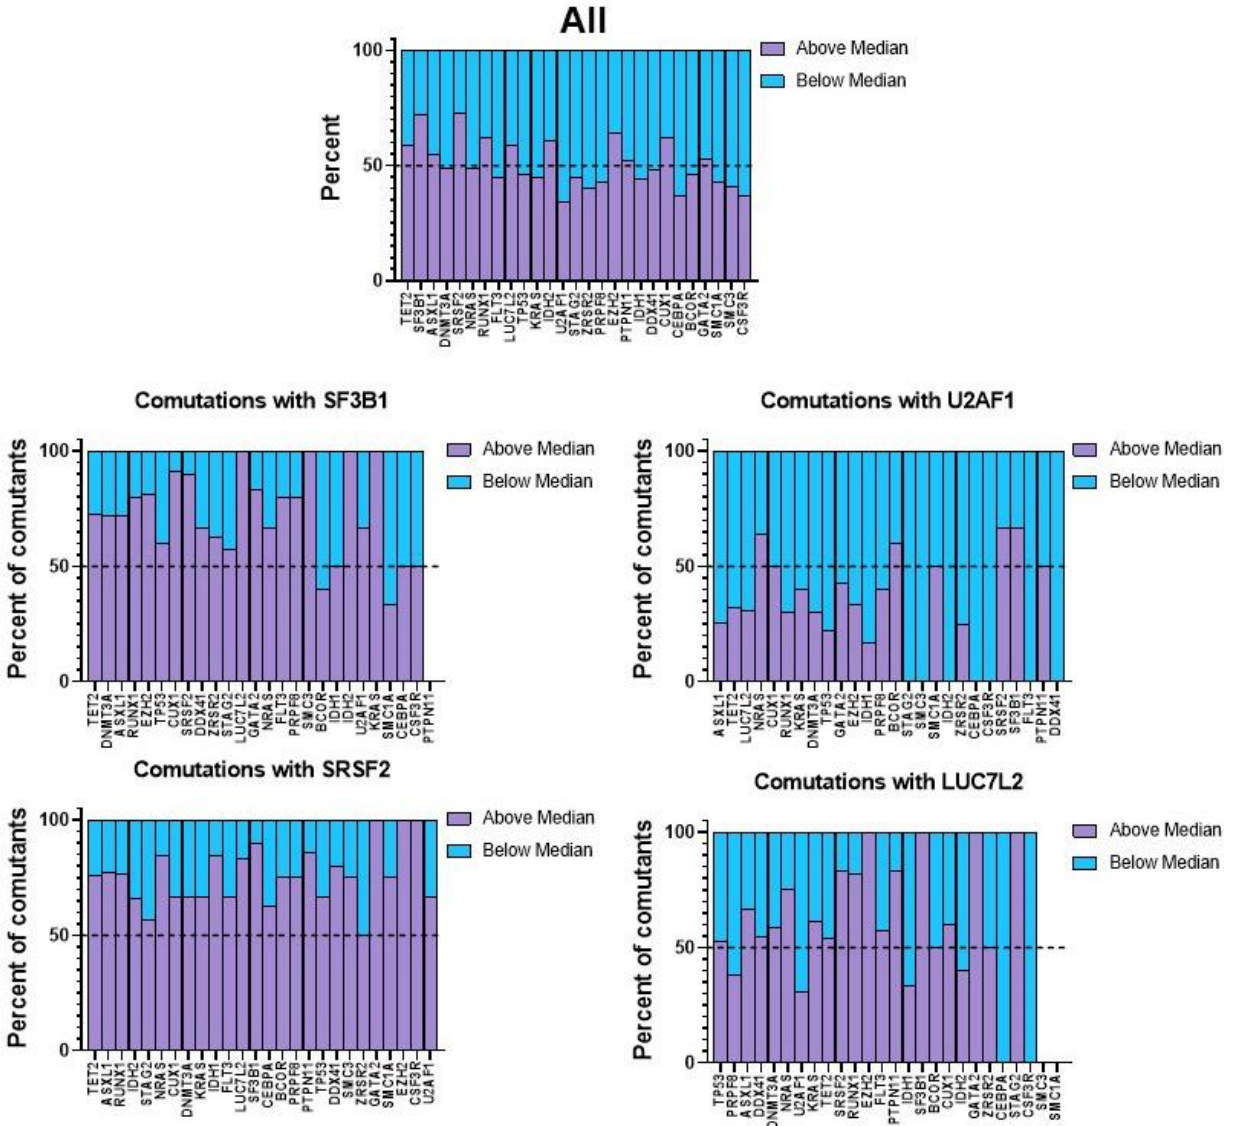 All
Percent
100
50
0
Above Median
Below Median
TET2
SF3B1
ASXL1
DNMT3A
SRSF2
NRAS
RUNX1
FLT3
LUC7L2
TP53
KRAS
IDH2
U2AF1
STAG2
ZRSR2
PRPF8
EZH2
PTPN11
IDH1
DDX41
CUX1
CEBPA
BCOR
GATA2
SMC1A
SMC3
CSF3R
Comutations with SF3B1
Percent of comutants
100
50
0
Above Median
Below Median
TET2
DNMT3A
ASXL1
RUNX1
EZH2
TP53
CUX1
SRSF2
DDX41
ZRSR2
STAG2
LUC7L2
GATA2
NRAS
FLT3
PRPF8
SMC3
BCOR
IDH1
IDH2
U2AF1
KRAS
SMC1A
CEBPA
CSF3R
PTPN11
Comutations with U2AF1
Percent of comutants
100
50
0
Above Median
Below Median
ASXL1
TET2
LUC7L2
NRAS
CUX1
RUNX1
KRAS
DNMT3A
TP53
GATA2
EZH2
IDH1
PRPF8
BCOR
STAG2
SMC3
SMC1A
IDH2
ZRSR2
CEBPA
CSF3R
SRSF2
SF3B1
FLT3
PTPN11
DDX41
Comutations with SRSF2
Percent of comutants
100
50
0
Above Median
Below Median
TET2
ASXL1
RUNX1
IDH2
STAG2
NRAS
CUX1
DNMT3A
KRAS
IDH1
FLT3
LUC7L2
SF3B1
CEBPA
BCOR
PRPF8
PTPN11
TP53
DDX41
SMC3
ZRSR2
GATA2
SMC1A
EZH2
CSF3R
U2AF1
Comutations with LUC7L2
Percent of comutants
100
50
0
Above Median
Below Median
TP53
PRPF8
ASXL1
DDX41
DNMT3A
NRAS
U2AF1
KRAS
TET2
SRSF2
RUNX1
EZH2
FLT3
PTPN11
IDH1
SF3B1
BCOR
CUX1
IDH2
GATA2
ZRSR2
CEBPA
STAG2
CSF3R
SMC3
SMC1A